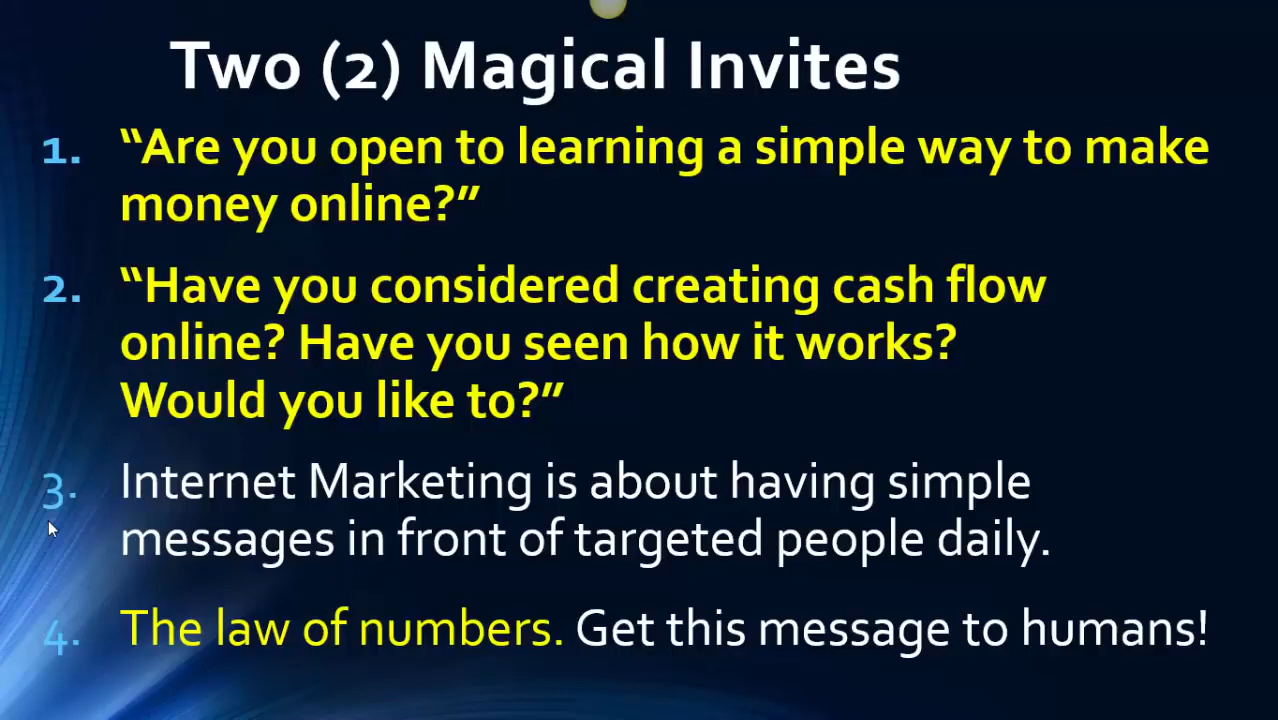 Two (2) Magical Invites
1. “Are you open to learning a simple way to make
money online?”
2. “Have you considered creating cash flow
online? Have you seen how it works?
Would you like to?”
3. Internet Marketing is about having simple
messages in front of targeted people daily.
4. The law of numbers. Get this message to humans!